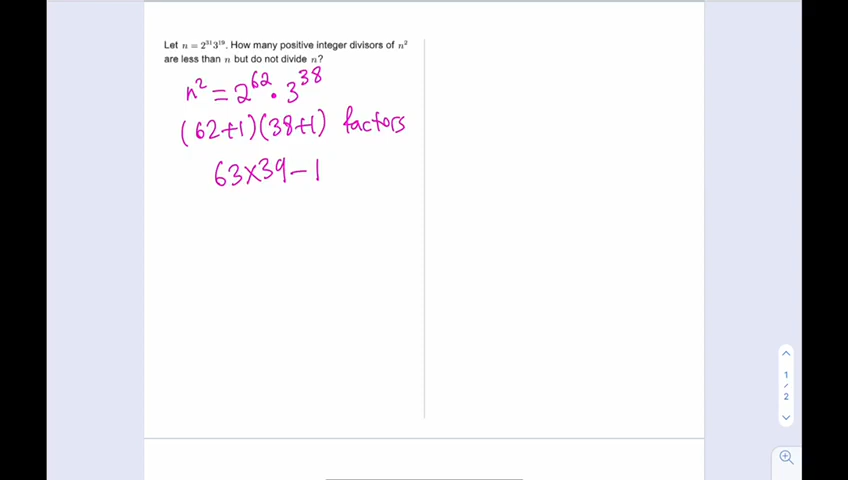 Let n = 2³¹3¹⁹. How many positive integer divisors of n²
are less than n but do not divide n?
n² = 2⁶² · 3³⁸
(62+1)(38+1) factors
63×39−1
1
/
2